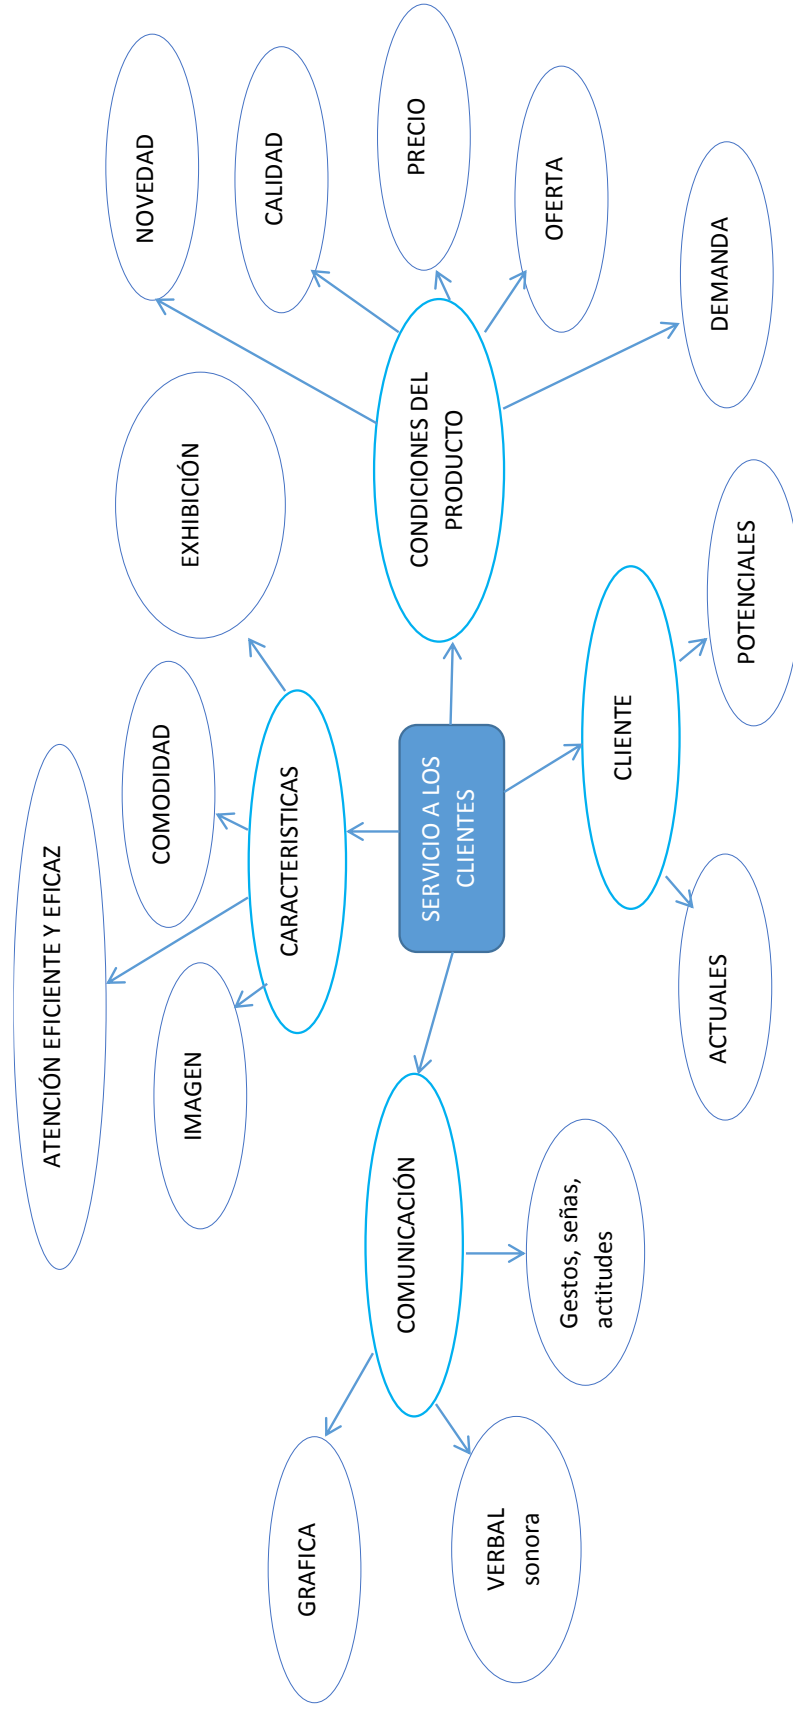 ATENCIÓN EFICIENTE Y EFICAZ
IMAGEN
COMODIDAD
EXHIBICIÓN
NOVEDAD
CALIDAD
PRECIO
OFERTA
DEMANDA
CARACTERISTICAS
GRAFICA
COMUNICACIÓN
SERVICIO A LOS
CLIENTES
CONDICIONES DEL
PRODUCTO
VERBAL
sonora
Gestos, señas,
actitudes
CLIENTE
ACTUALES
POTENCIALES